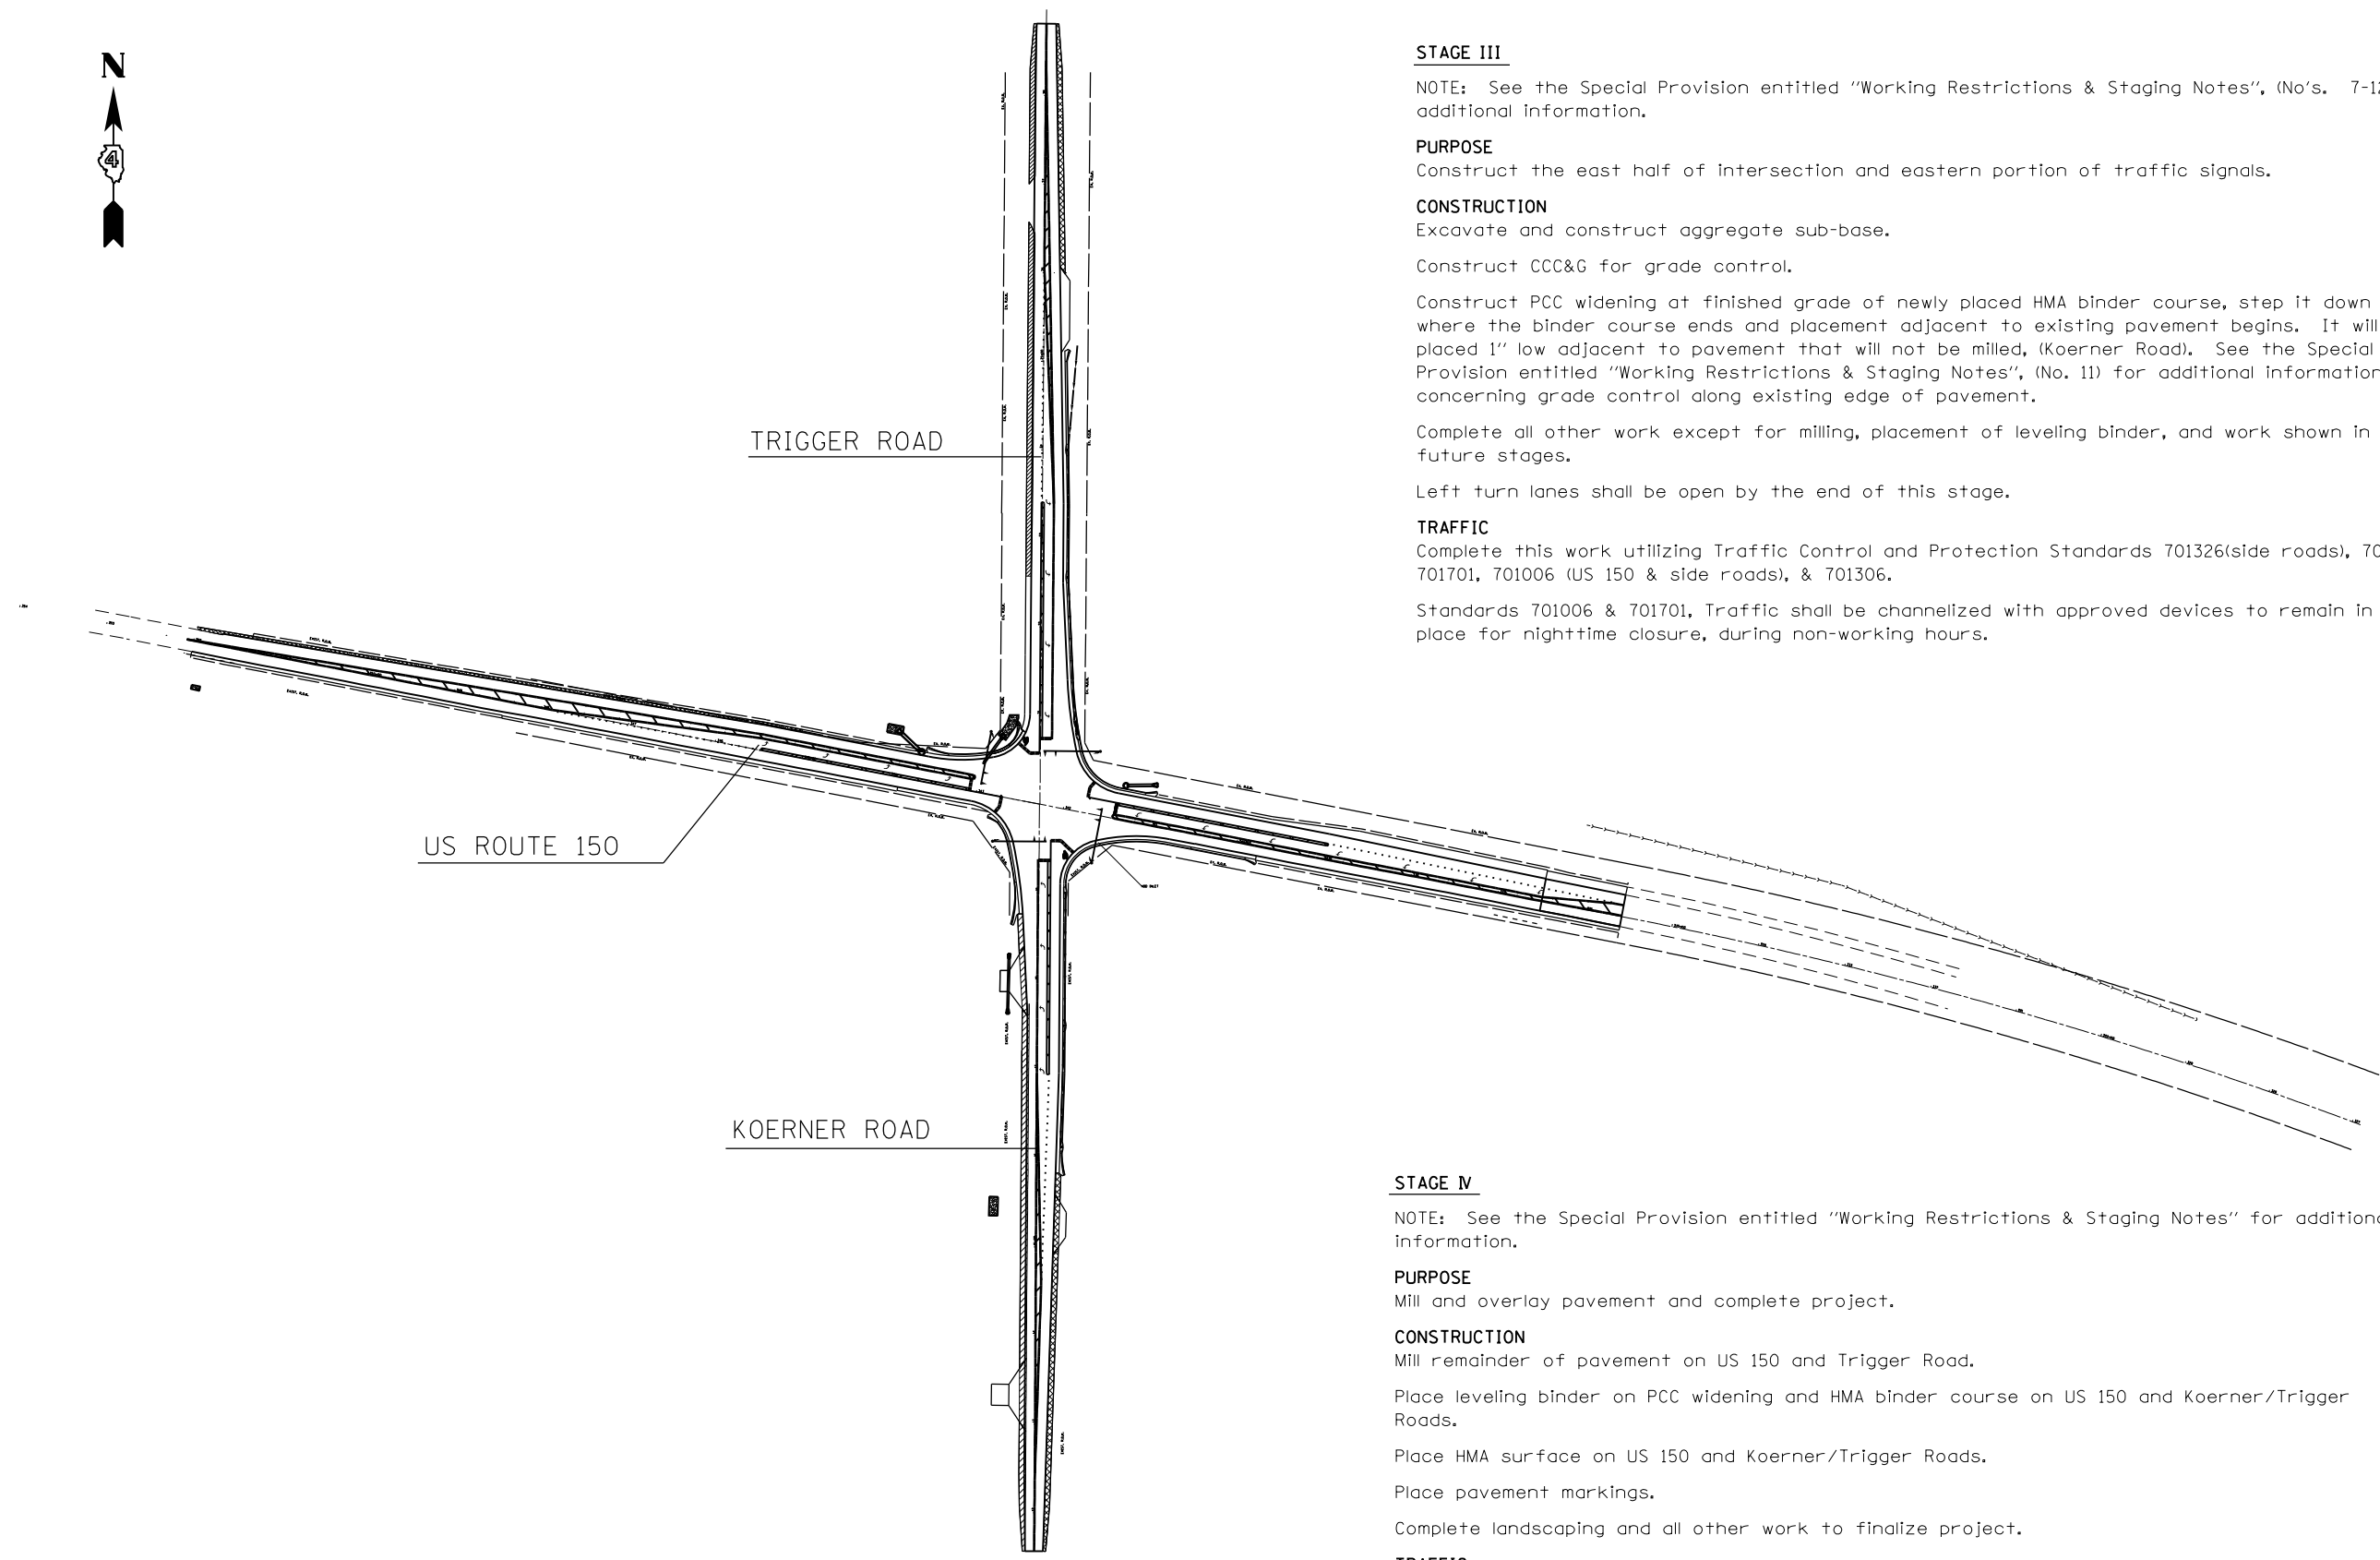 N
4
TRIGGER ROAD
US ROUTE 150
KOERNER ROAD
STAGE III
NOTE: See the Special Provision entitled "Working Restrictions & Staging Notes", (No's. 7-12
additional information.
PURPOSE
Construct the east half of intersection and eastern portion of traffic signals.
CONSTRUCTION
Excavate and construct aggregate sub-base.
Construct CCC&G for grade control.
Construct PCC widening at finished grade of newly placed HMA binder course, step it down
where the binder course ends and placement adjacent to existing pavement begins. It will
placed 1" low adjacent to pavement that will not be milled, (Koerner Road). See the Special
Provision entitled "Working Restrictions & Staging Notes", (No. 11) for additional information
concerning grade control along existing edge of pavement.
Complete all other work except for milling, placement of leveling binder, and work shown in
future stages.
Left turn lanes shall be open by the end of this stage.
TRAFFIC
Complete this work utilizing Traffic Control and Protection Standards 701326(side roads), 70
701701, 701006 (US 150 & side roads), & 701306.
Standards 701006 & 701701, Traffic shall be channelized with approved devices to remain in
place for nighttime closure, during non-working hours.
STAGE IV
NOTE: See the Special Provision entitled "Working Restrictions & Staging Notes" for additiona
information.
PURPOSE
Mill and overlay pavement and complete project.
CONSTRUCTION
Mill remainder of pavement on US 150 and Trigger Road.
Place leveling binder on PCC widening and HMA binder course on US 150 and Koerner/Trigger
Roads.
Place HMA surface on US 150 and Koerner/Trigger Roads.
Place pavement markings.
Complete landscaping and all other work to finalize project.
TRAFFIC